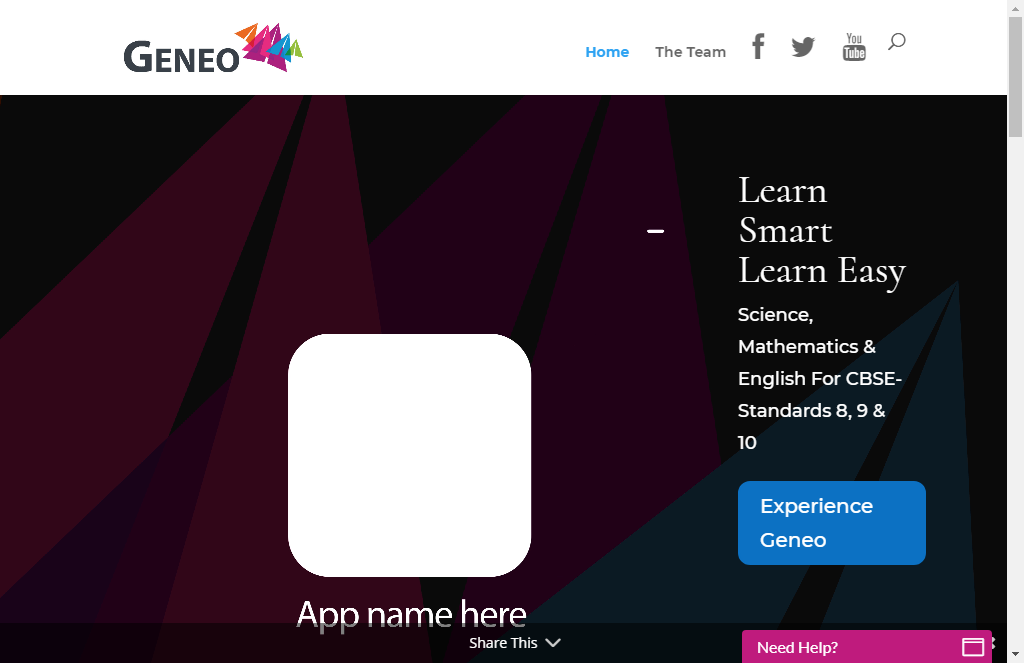 GENEO
Home
The Team
You
Tube
Learn
Smart
Learn Easy
Science,
Mathematics &
English For CBSE-
Standards 8, 9 &
10
Experience
Geneo
App name here
Share This
Need Help?